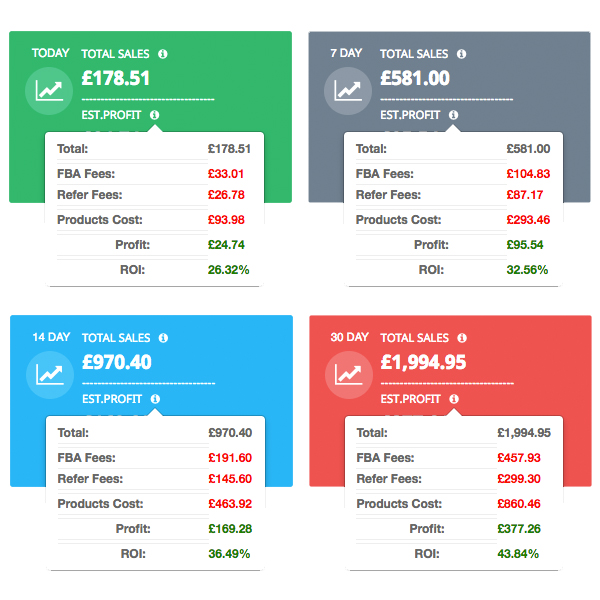 TODAY
TOTAL SALES
£178.51
EST.PROFIT
Total: £178.51
FBA Fees: £33.01
Refer Fees: £26.78
Products Cost: £93.98
Profit: £24.74
ROI: 26.32%
7 DAY
TOTAL SALES
£581.00
EST.PROFIT
Total: £581.00
FBA Fees: £104.83
Refer Fees: £87.17
Products Cost: £293.46
Profit: £95.54
ROI: 32.56%
14 DAY
TOTAL SALES
£970.40
EST.PROFIT
Total: £970.40
FBA Fees: £191.60
Refer Fees: £145.60
Products Cost: £463.92
Profit: £169.28
ROI: 36.49%
30 DAY
TOTAL SALES
£1,994.95
EST.PROFIT
Total: £1,994.95
FBA Fees: £457.93
Refer Fees: £299.30
Products Cost: £860.46
Profit: £377.26
ROI: 43.84%